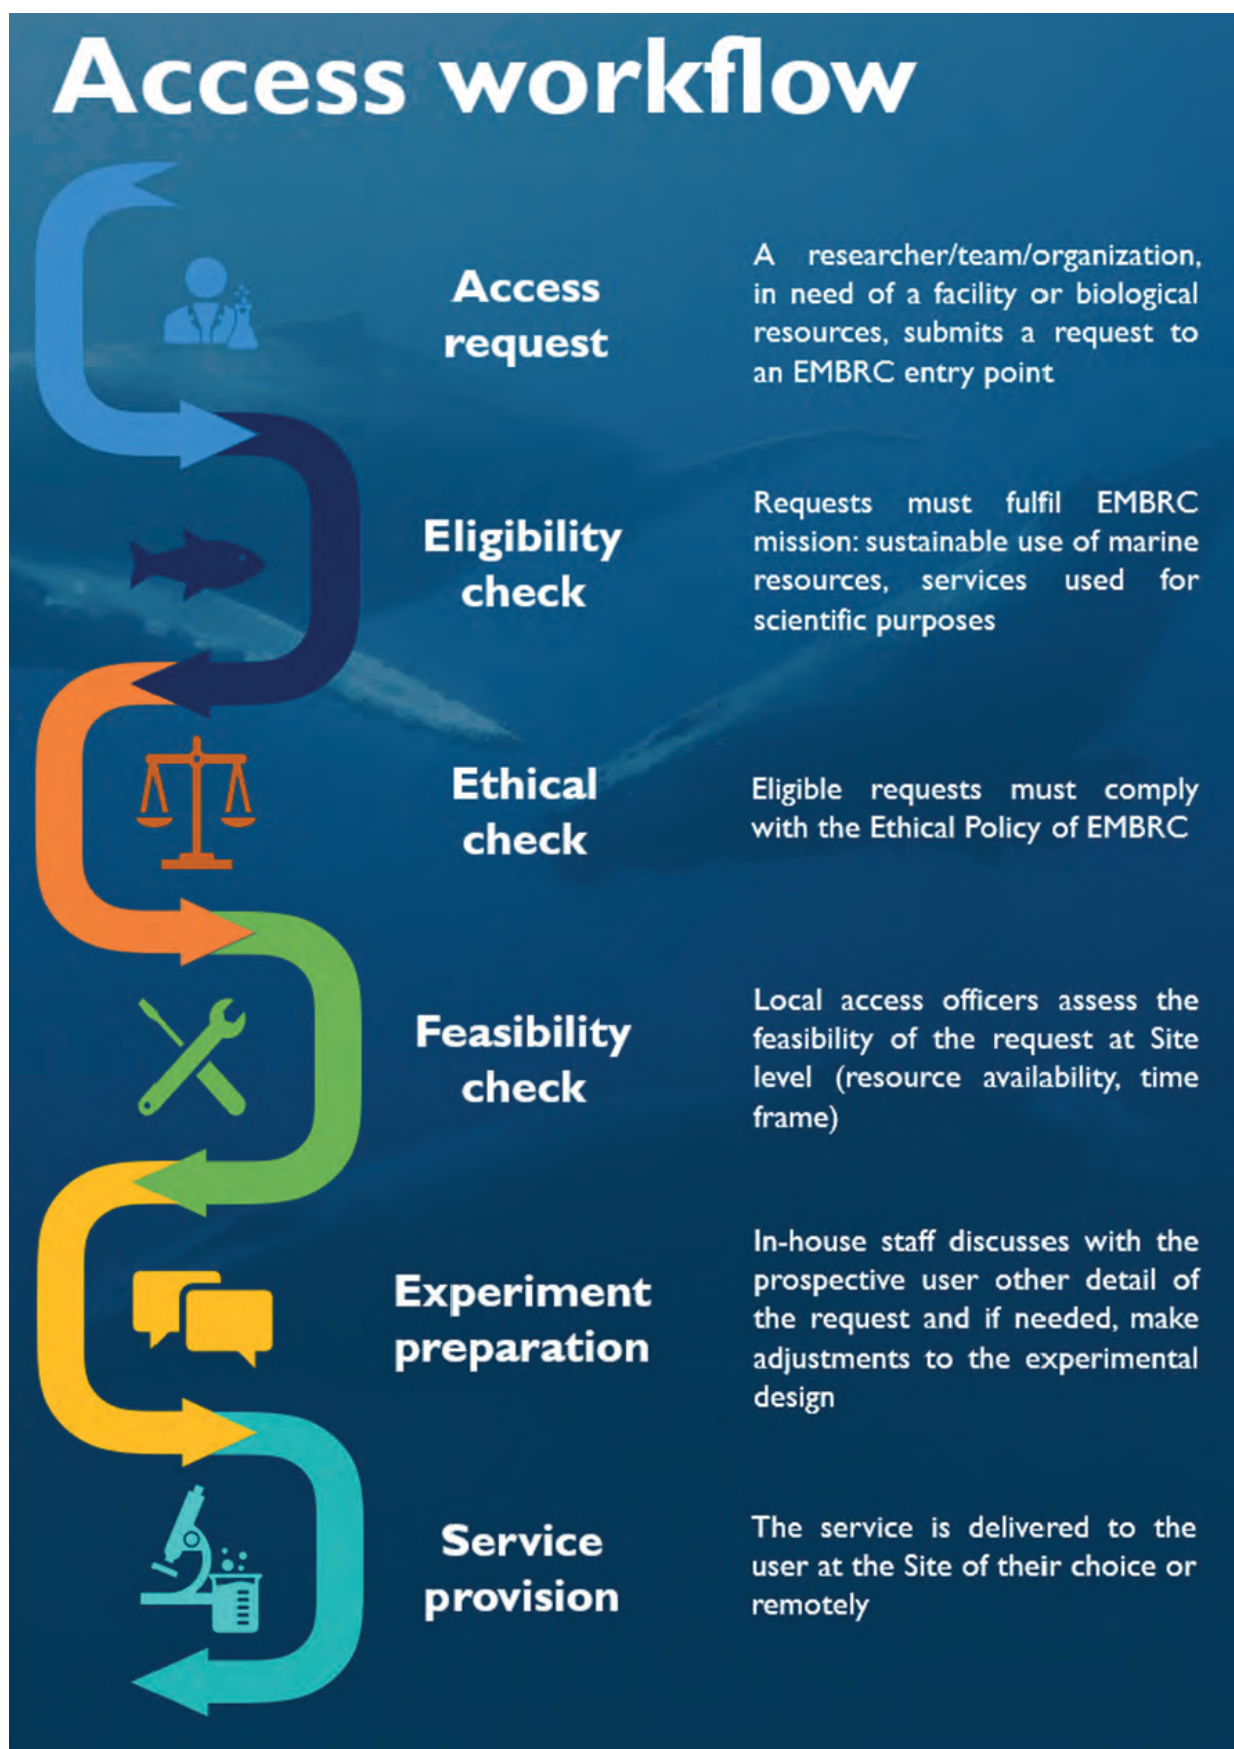 Access workflow
Access
request
A researcher/team/organization,
in need of a facility or biological
resources, submits a request to
an EMBRC entry point
Eligibility
check
Requests must fulfil EMBRC
mission: sustainable use of marine
resources, services used for
scientific purposes
Ethical
check
Eligible requests must comply
with the Ethical Policy of EMBRC
Feasibility
check
Local access officers assess the
feasibility of the request at Site
level (resource availability, time
frame)
Experiment
preparation
In-house staff discusses with the
prospective user other detail of
the request and if needed, make
adjustments to the experimental
design
Service
provision
The service is delivered to the
user at the Site of their choice or
remotely